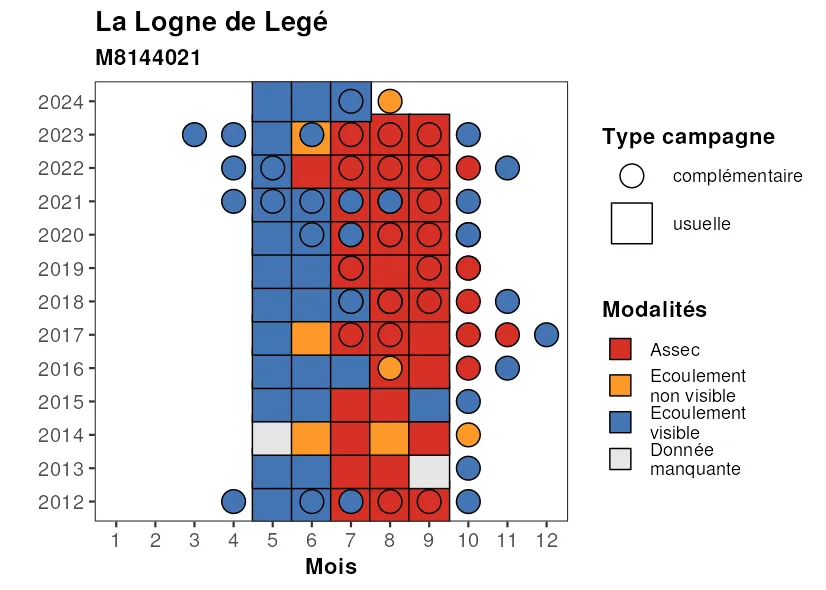 La Logne de Legé
M8144021
2024
2023
2022
2021
2020
2019
2018
2017
2016
2015
2014
2013
2012
1 2 3 4 5 6 7 8 9 10 11 12
Mois
Type campagne
complémentaire
usuelle
Modalités
Assec
Ecoulement
non visible
Ecoulement
visible
Donnée
manquante